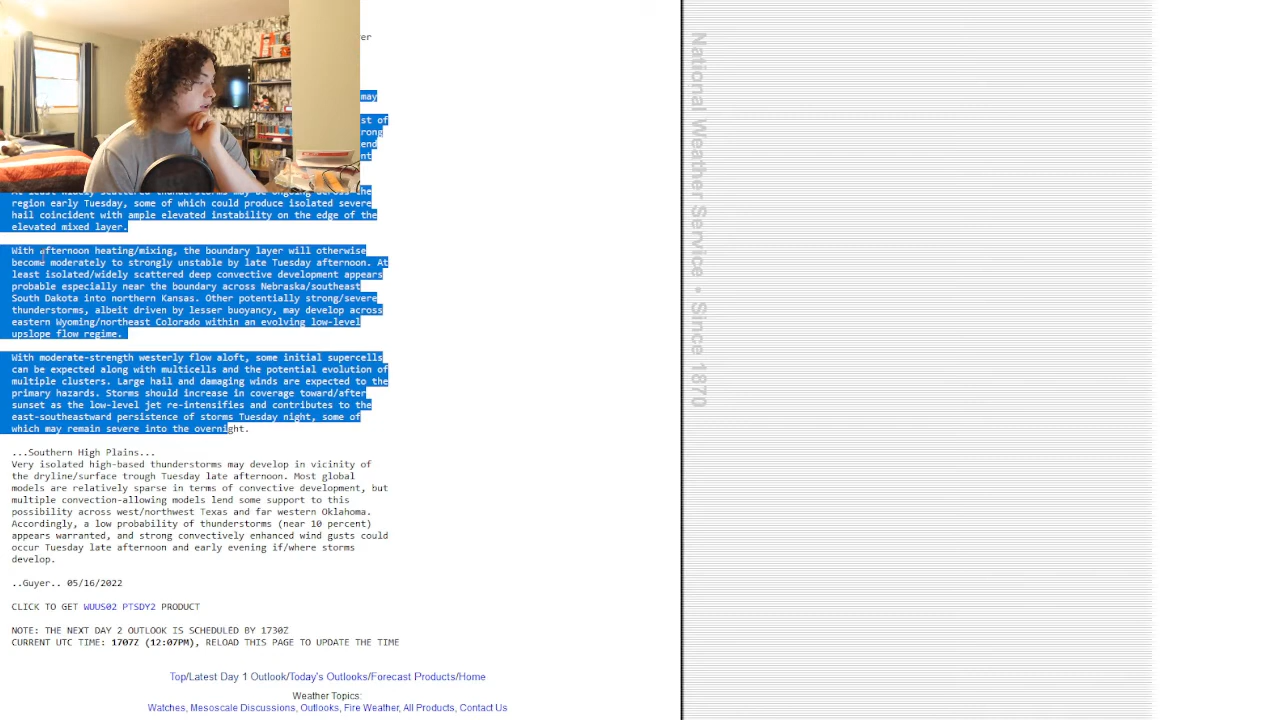 er
may
st of
trong
end
nt
At least widely scattered thunderstorms may be ongoing across the
region early Tuesday, some of which could produce isolated severe
hail coincident with ample elevated instability on the edge of the
elevated mixed layer.
With afternoon heating/mixing, the boundary layer will otherwise
become moderately to strongly unstable by late Tuesday afternoon. At
least isolated/widely scattered deep convective development appears
probable especially near the boundary across Nebraska/southeast
South Dakota into northern Kansas. Other potentially strong/severe
thunderstorms, albeit driven by lesser buoyancy, may develop across
eastern Wyoming/northeast Colorado within an evolving low-level
upslope flow regime.
With moderate-strength westerly flow aloft, some initial supercells
can be expected along with multicells and the potential evolution of
multiple clusters. Large hail and damaging winds are expected to the
primary hazards. Storms should increase in coverage toward/after
sunset as the low-level jet re-intensifies and contributes to the
east-southeastward persistence of storms Tuesday night, some of
which may remain severe into the overnight.
...Southern High Plains...
Very isolated high-based thunderstorms may develop in vicinity of
the dryline/surface trough Tuesday late afternoon. Most global
models are relatively sparse in terms of convective development, but
multiple convection-allowing models lend some support to this
possibility across west/northwest Texas and far western Oklahoma.
Accordingly, a low probability of thunderstorms (near 10 percent)
appears warranted, and strong convectively enhanced wind gusts could
occur Tuesday late afternoon and early evening if/where storms
develop.
..Guyer.. 05/16/2022
CLICK TO GET WUUS02 PTSDY2 PRODUCT
NOTE: THE NEXT DAY 2 OUTLOOK IS SCHEDULED BY 1730Z
CURRENT UTC TIME: 1707Z (12:07PM), RELOAD THIS PAGE TO UPDATE THE TIME
Top/Latest Day 1 Outlook/Today's Outlooks/Forecast Products/Home
Weather Topics:
Watches, Mesoscale Discussions, Outlooks, Fire Weather, All Products, Contact Us
National Weather Service • Since 1870